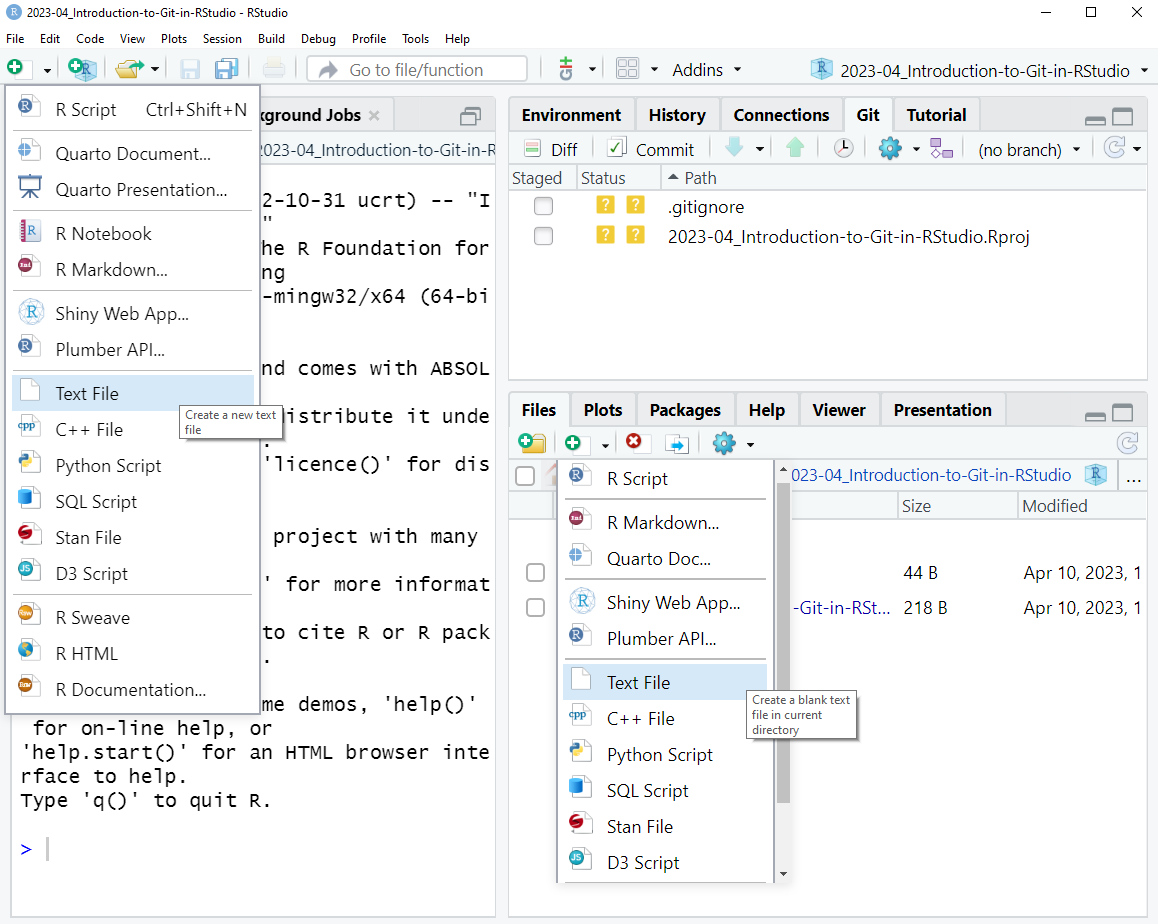 2023-04_Introduction-to-Git-in-RStudio - RStudio
File Edit Code View Plots Session Build Debug Profile Tools Help
Go to file/function
Addins
2023-04_Introduction-to-Git-in-RStudio
R Script Ctrl+Shift+N
Quarto Document...
Quarto Presentation...
R Notebook
R Markdown...
Shiny Web App...
Plumber API...
Text File
C++ File
Python Script
SQL Script
Stan File
D3 Script
R Sweave
R HTML
R Documentation...
Create a new text
file
kground Jobs
2023-04_Introduction-to-Git-in-R
2-10-31 ucrt) -- "I
"
he R Foundation for
ng
-mingw32/x64 (64-bi
nd comes with ABSOL
distribute it unde
.
'licence()' for dis
project with many
' for more informat
to cite R or R pack
.
me demos, 'help()'
for on-line help, or
'help.start()' for an HTML browser inte
rface to help.
Type 'q()' to quit R.
>
Environment History Connections Git Tutorial
Diff Commit (no branch)
Staged Status Path
? ? .gitignore
? ? 2023-04_Introduction-to-Git-in-RStudio.Rproj
Files Plots Packages Help Viewer Presentation
023-04_Introduction-to-Git-in-RStudio ...
Size Modified
44 B Apr 10, 2023, 1
-Git-in-RSt... 218 B Apr 10, 2023, 1
R Script
R Markdown...
Quarto Doc...
Shiny Web App...
Plumber API...
Text File
C++ File
Python Script
SQL Script
Stan File
D3 Script
Create a blank text
file in current
directory